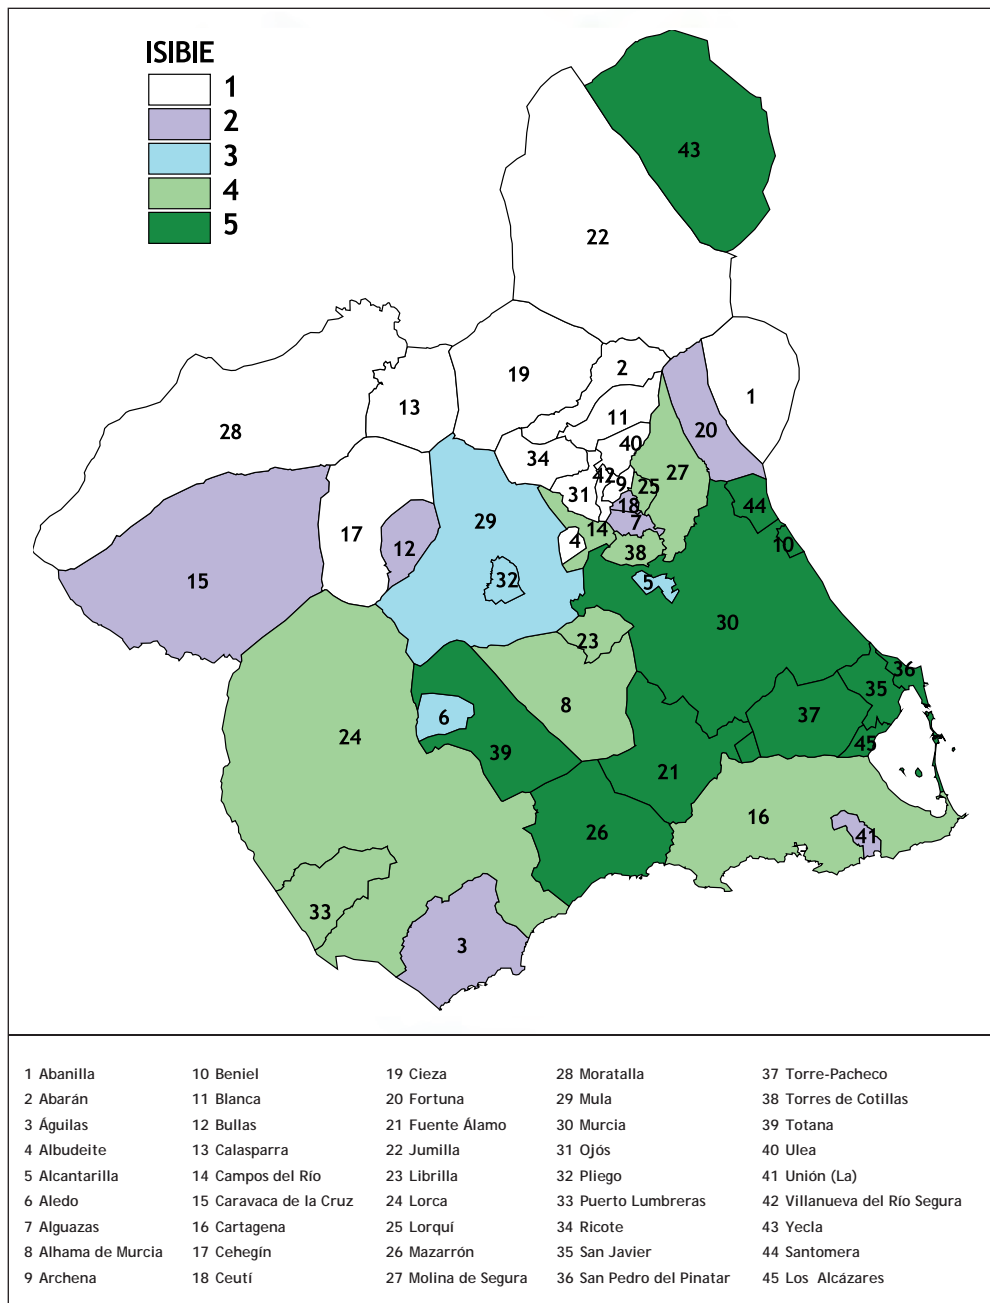 ISIBIE
1
2
3
4
5
43
22
2
19
1
13
11
28
40
20
34
27
42
9
25
31
18
44
29
7
17
14
12
4
38
10
15
32
5
30
23
36
35
8
6
37
24
45
39
21
16
26
41
33
3
1 Abanilla
2 Abarán
3 Águilas
4 Albudeite
5 Alcantarilla
6 Aledo
7 Alguazas
8 Alhama de Murcia
9 Archena
10 Beniel
11 Blanca
12 Bullas
13 Calasparra
14 Campos del Río
15 Caravaca de la Cruz
16 Cartagena
17 Cehegín
18 Ceutí
19 Cieza
20 Fortuna
21 Fuente Álamo
22 Jumilla
23 Librilla
24 Lorca
25 Lorquí
26 Mazarrón
27 Molina de Segura
28 Moratalla
29 Mula
30 Murcia
31 Ojós
32 Pliego
33 Puerto Lumbreras
34 Ricote
35 San Javier
36 San Pedro del Pinatar
37 Torre-Pacheco
38 Torres de Cotillas
39 Totana
40 Ulea
41 Unión (La)
42 Villanueva del Río Segura
43 Yecla
44 Santomera
45 Los Alcázares